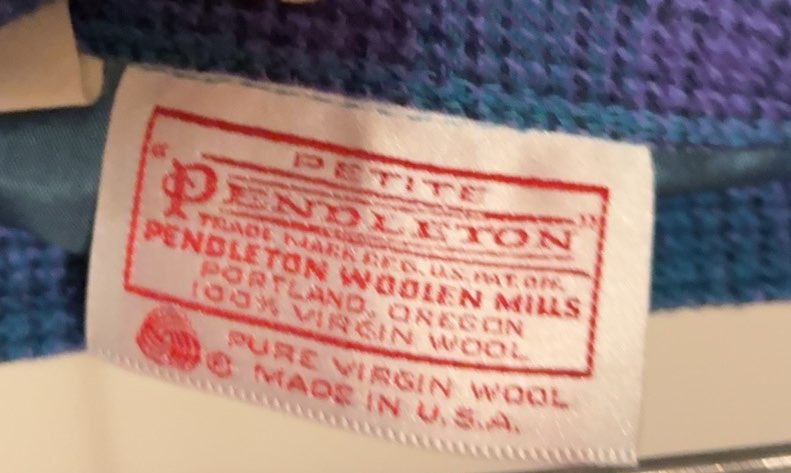 PETITE
"PENDLETON"
TRADE MARK REG. U.S. PAT. OFF.
PENDLETON WOOLEN MILLS
PORTLAND, OREGON
100% VIRGIN WOOL
PURE VIRGIN WOOL
MADE IN U.S.A.